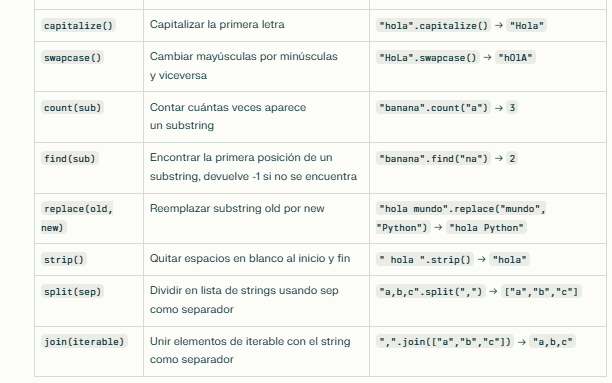 capitalize() Capitalizar la primera letra "hola".capitalize() → "Hola"
swapcase() Cambiar mayúsculas por minúsculas "HoLa".swapcase() → "hOlA"
y viceversa
count(sub) Contar cuántas veces aparece "banana".count("a") → 3
un substring
find(sub) Encontrar la primera posición de un "banana".find("na") → 2
substring, devuelve -1 si no se encuentra
replace(old, Reemplazar substring old por new "hola mundo".replace("mundo",
new) "Python") → "hola Python"
strip() Quitar espacios en blanco al inicio y fin " hola ".strip() → "hola"
split(sep) Dividir en lista de strings usando sep "a,b,c".split(",") → ["a","b","c"]
como separador
join(iterable) Unir elementos de iterable con el string ",".join(["a","b","c"]) → "a,b,c"
como separador